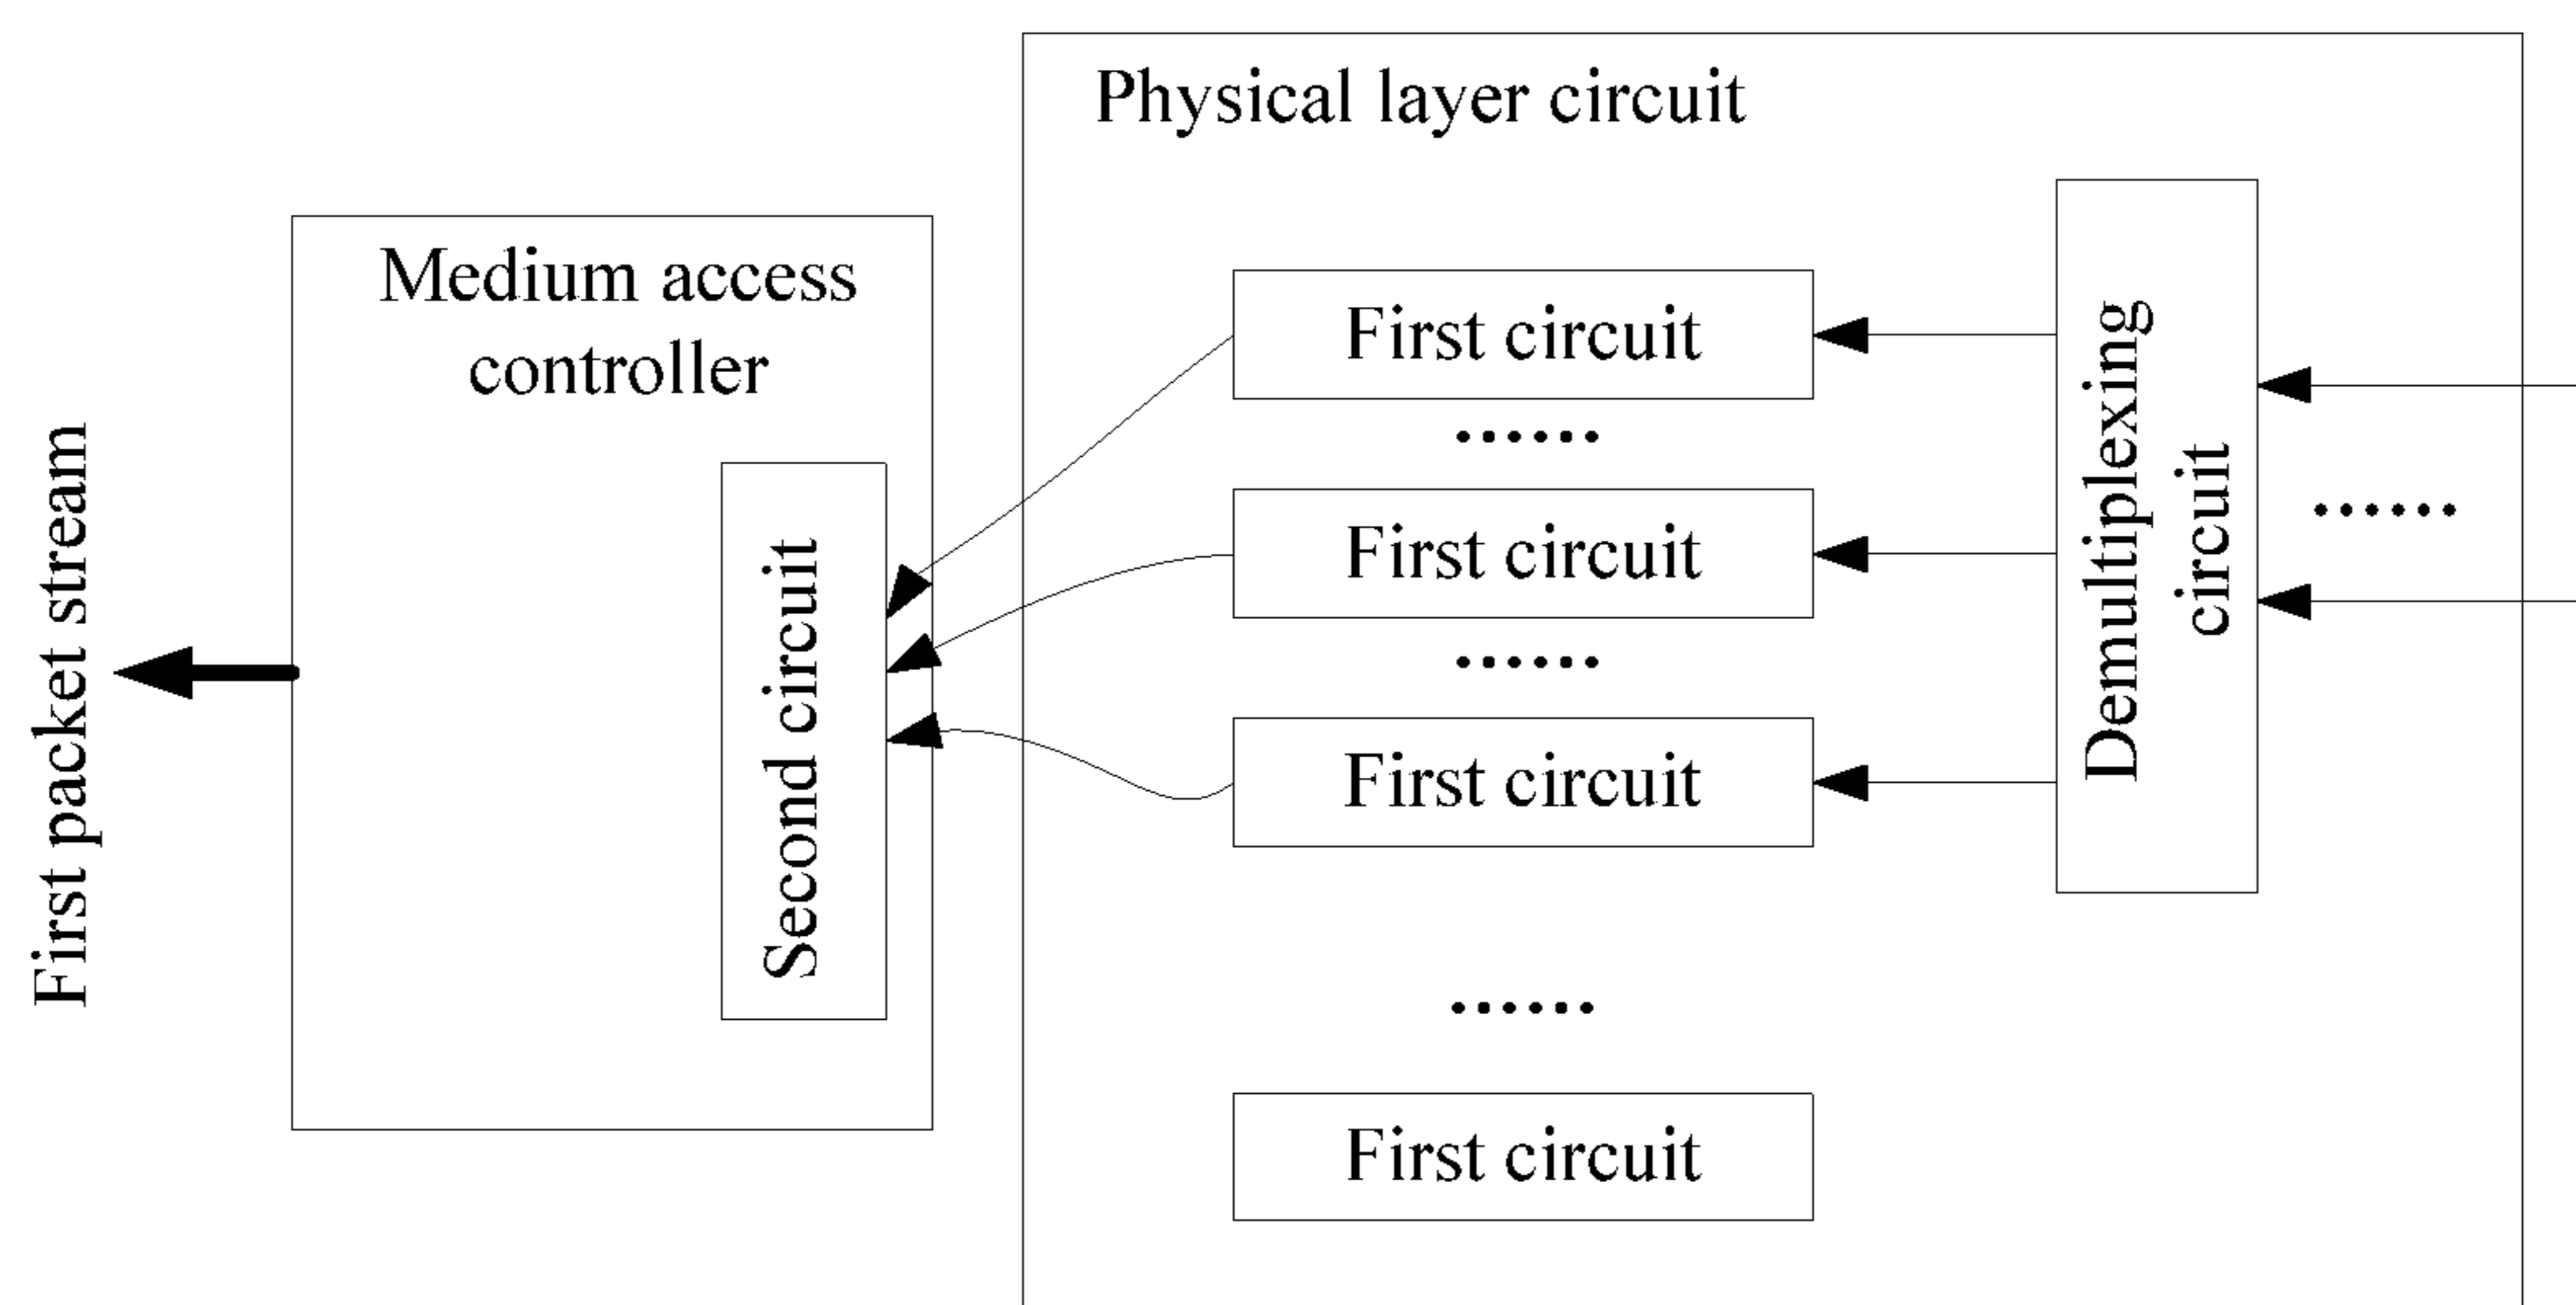 Physical layer circuit
Medium access
controller
First circuit
......
First circuit
......
First circuit
......
First circuit
Second circuit
Demultiplexing
circuit
......
First packet stream